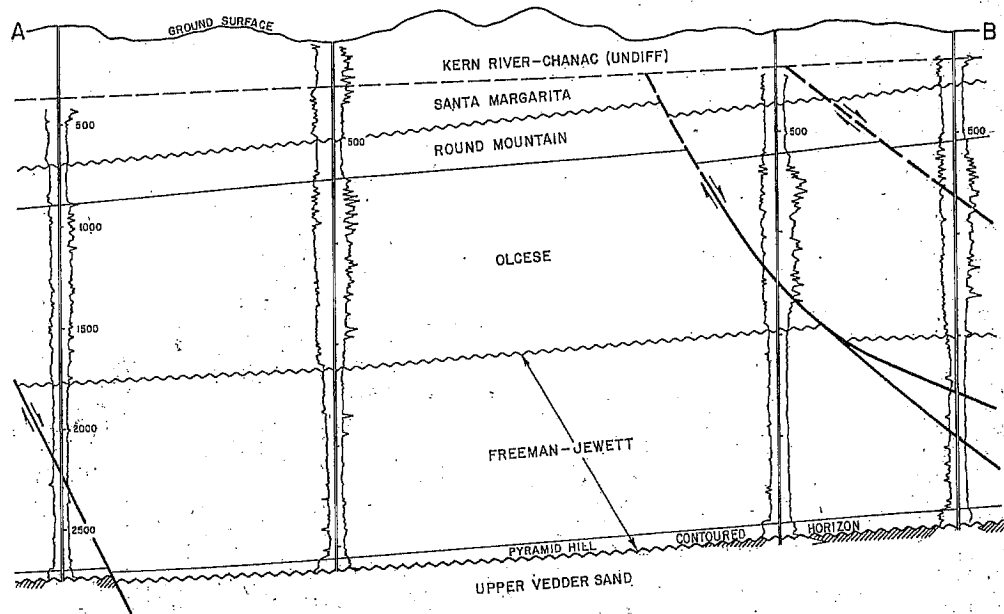 A
GROUND SURFACE
B
KERN RIVER-CHANAC (UNDIFF)
SANTA MARGARITA
500
500
500
500
ROUND MOUNTAIN
1000
OLCESE
1500
2000
FREEMAN-JEWETT
2500
PYRAMID HILL
CONTOURED HORIZON
UPPER VEDDER SAND